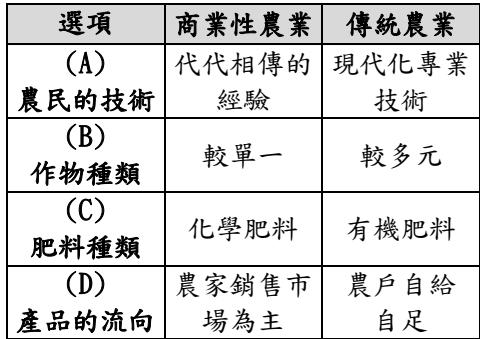 選項 商業性農業 傳統農業
(A)
農民的技術
代代相傳的
經驗
現代化專業
技術
(B)
作物種類
較單一 較多元
(C)
肥料種類
化學肥料 有機肥料
(D)
產品的流向
農家銷售市
場為主
農戶自給
自足